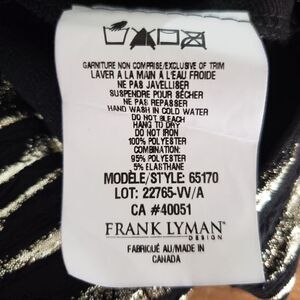 GARNITURE NON COMPRISE/EXCLUSIVE OF TRIM
LAVER A LA MAIN À L'EAU FROIDE
NE PAS JAVELLISER
SUSPENDRE POUR SÉCHER
NE PAS REPASSER
HAND WASH IN COLD WATER
DO NOT BLEACH
HANG TO DRY
DO NOT IRON
100% POLYESTER
COMBINATION:
95% POLYESTER
5% ELASTHANE
MODÈLE/STYLE: 65170
LOT: 22765-VV/A
CA #40051
FRANK LYMAN
DESIGN
FABRIQUÉ AU/MADE IN
CANADA